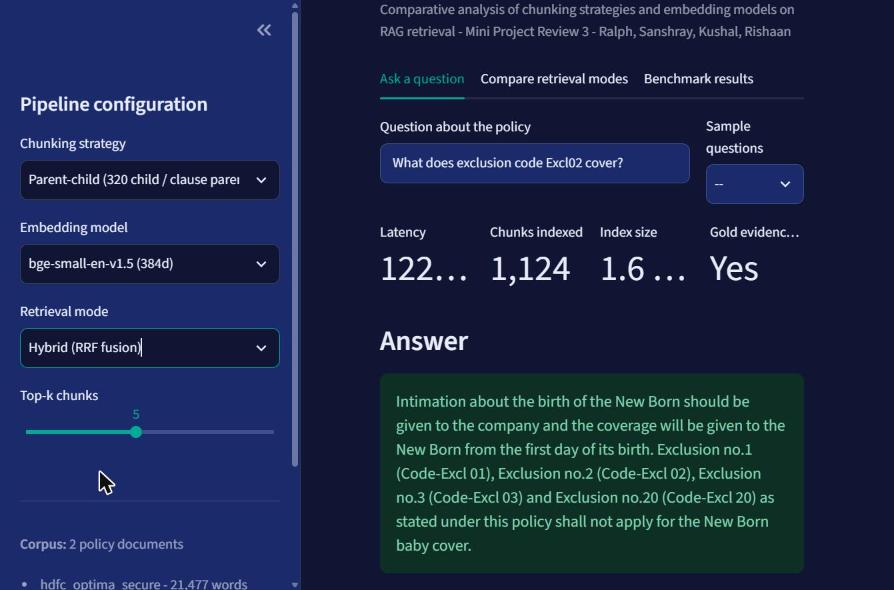 Comparative analysis of chunking strategies and embedding models on
RAG retrieval - Mini Project Review 3 - Ralph, Sanshray, Kushal, Rishaan
Pipeline configuration
Chunking strategy
Parent-child (320 child / clause parer
Embedding model
bge-small-en-v1.5 (384d)
Retrieval mode
Hybrid (RRF fusion)
Top-k chunks
5
Corpus: 2 policy documents
hdfc_optima_secure - 21,477 words
Ask a question
Compare retrieval modes
Benchmark results
Question about the policy
What does exclusion code Excl02 cover?
Sample
questions
--
Latency
122...
Chunks indexed
1,124
Index size
1.6 ...
Gold evidenc...
Yes
Answer
Intimation about the birth of the New Born should be
given to the company and the coverage will be given to the
New Born from the first day of its birth. Exclusion no.1
(Code-Excl 01), Exclusion no.2 (Code-Excl 02), Exclusion
no.3 (Code-Excl 03) and Exclusion no.20 (Code-Excl 20) as
stated under this policy shall not apply for the New Born
baby cover.